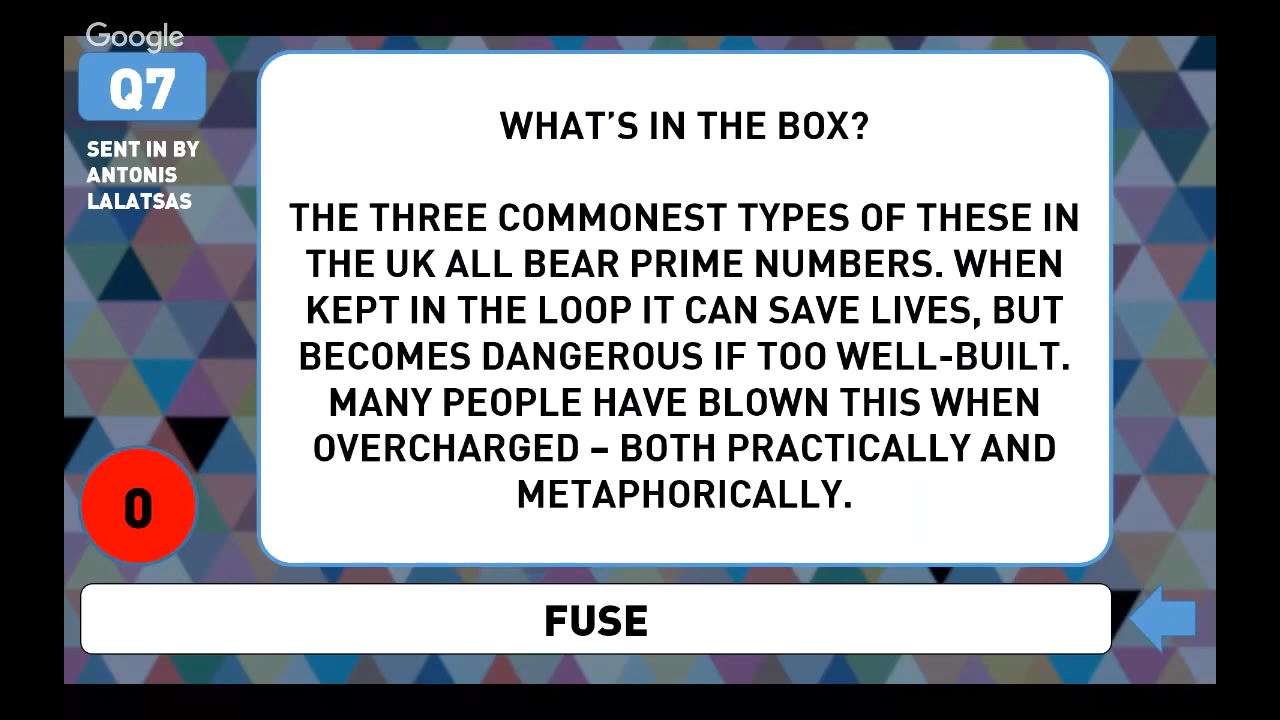 Google
Q7
SENT IN BY
ANTONIS
LALATSAS
WHAT'S IN THE BOX?
THE THREE COMMONEST TYPES OF THESE IN
THE UK ALL BEAR PRIME NUMBERS. WHEN
KEPT IN THE LOOP IT CAN SAVE LIVES, BUT
BECOMES DANGEROUS IF TOO WELL-BUILT.
MANY PEOPLE HAVE BLOWN THIS WHEN
OVERCHARGED – BOTH PRACTICALLY AND
METAPHORICALLY.
0
FUSE